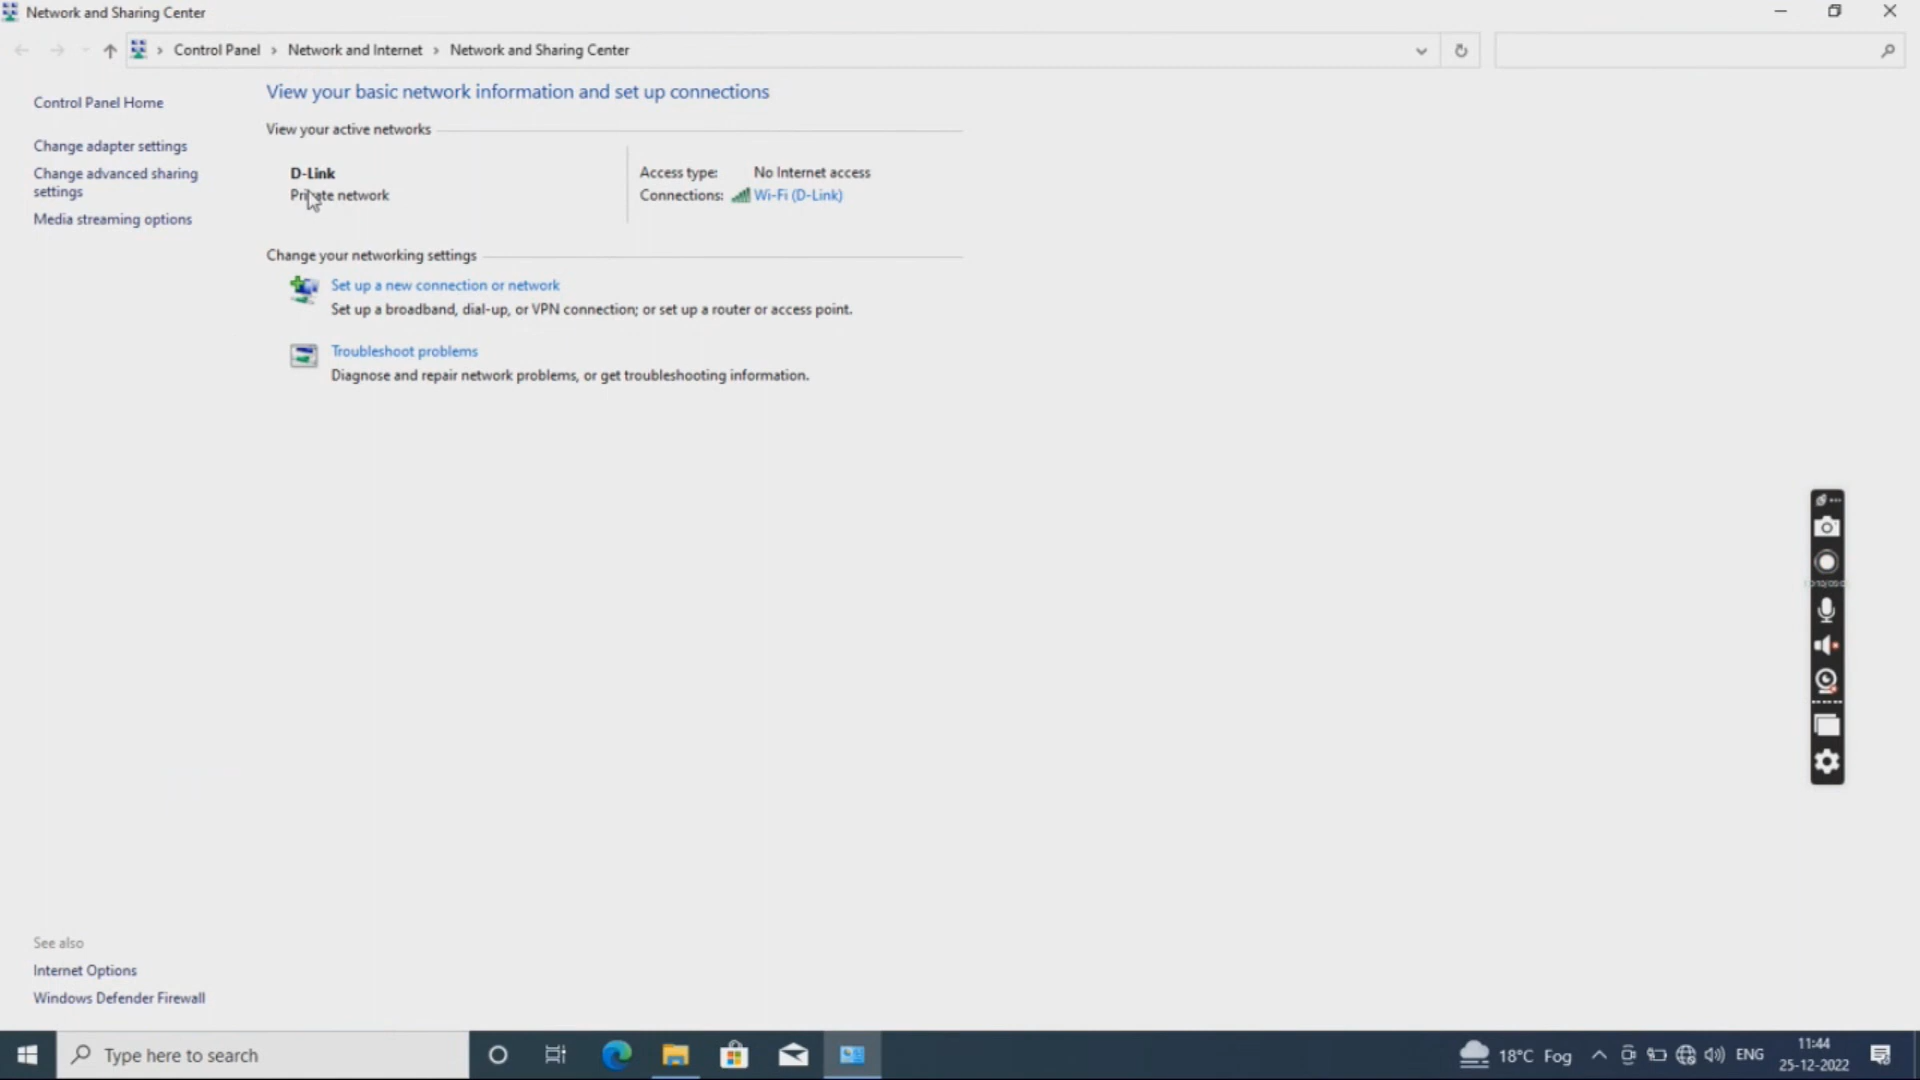 Network and Sharing Center
Control Panel > Network and Internet > Network and Sharing Center
Control Panel Home
Change adapter settings
Change advanced sharing
settings
Media streaming options
View your basic network information and set up connections
View your active networks
D-Link
Private network
Access type: No Internet access
Connections: Wi-Fi (D-Link)
Change your networking settings
Set up a new connection or network
Set up a broadband, dial-up, or VPN connection; or set up a router or access point.
Troubleshoot problems
Diagnose and repair network problems, or get troubleshooting information.
See also
Internet Options
Windows Defender Firewall
Type here to search
18°C Fog
ENG
11:44
25-12-2022